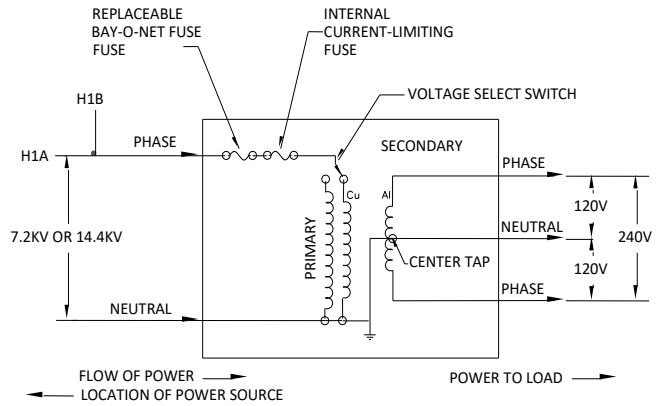 REPLACEABLE
BAY-O-NET FUSE
FUSE
INTERNAL
CURRENT-LIMITING
FUSE
H1B
VOLTAGE SELECT SWITCH
H1A
PHASE
SECONDARY
PHASE
Cu
Al
120V
7.2KV OR 14.4KV
PRIMARY
NEUTRAL
240V
CENTER TAP
120V
PHASE
NEUTRAL
FLOW OF POWER
POWER TO LOAD
LOCATION OF POWER SOURCE